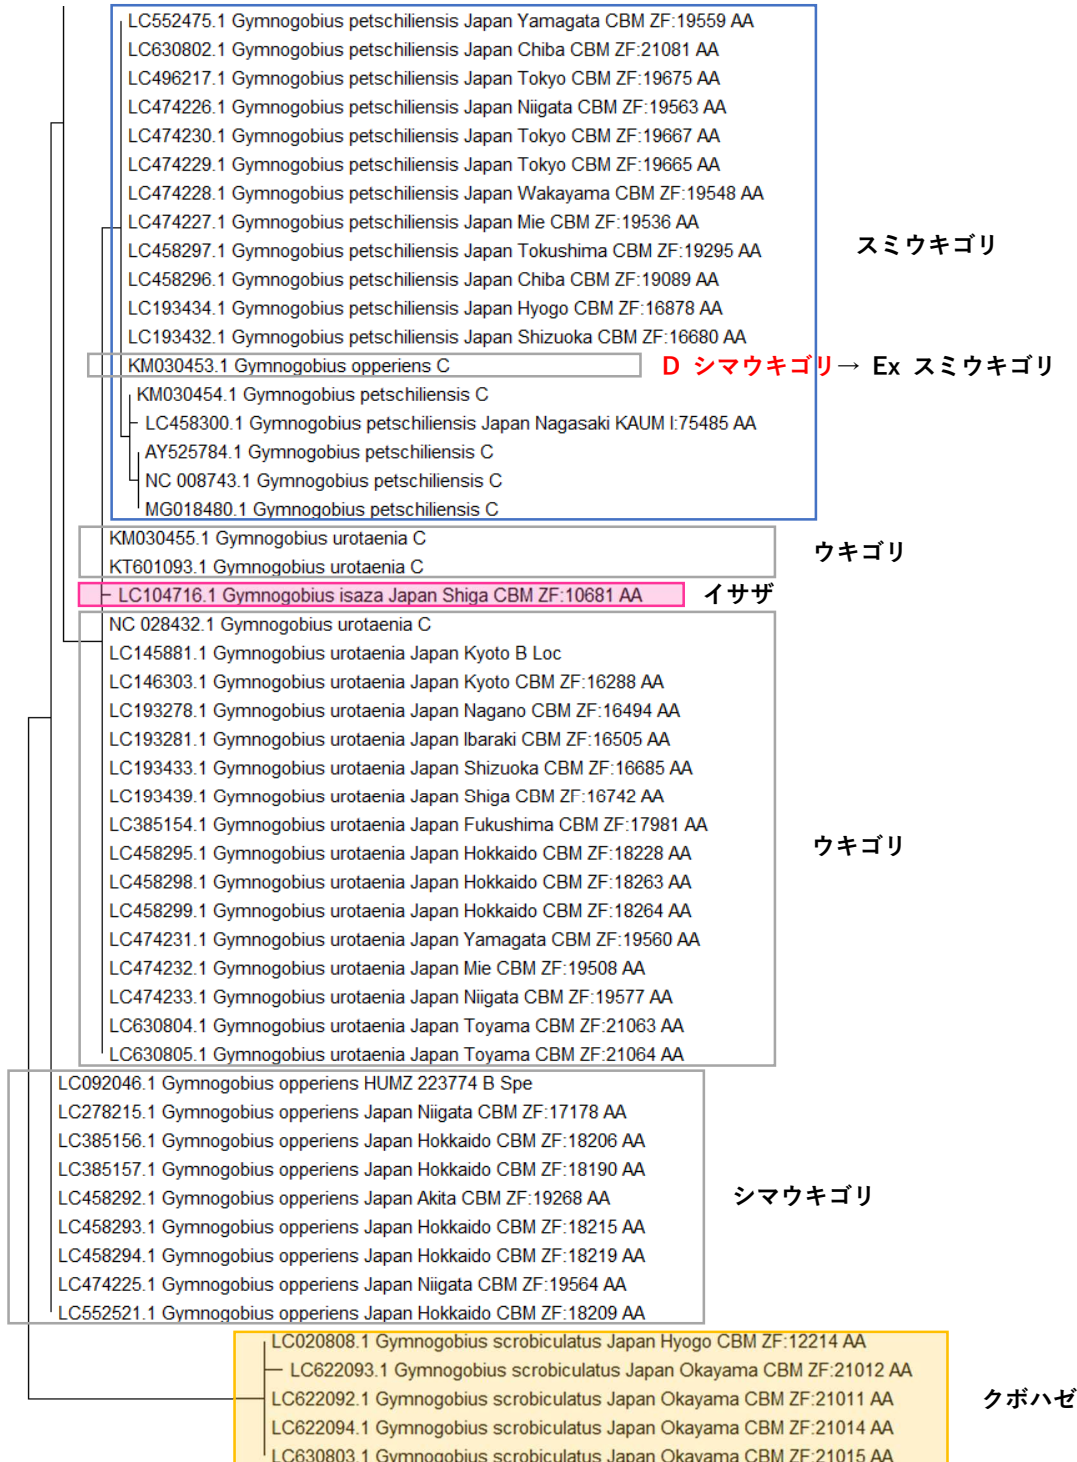 LC552475.1 Gymnogobius petschiliensis Japan Yamagata CBM ZF:19559 AA
LC630802.1 Gymnogobius petschiliensis Japan Chiba CBM ZF:21081 AA
LC496217.1 Gymnogobius petschiliensis Japan Tokyo CBM ZF:19675 AA
LC474226.1 Gymnogobius petschiliensis Japan Niigata CBM ZF:19563 AA
LC474230.1 Gymnogobius petschiliensis Japan Tokyo CBM ZF:19667 AA
LC474229.1 Gymnogobius petschiliensis Japan Tokyo CBM ZF:19665 AA
LC474228.1 Gymnogobius petschiliensis Japan Wakayama CBM ZF:19548 AA
LC474227.1 Gymnogobius petschiliensis Japan Mie CBM ZF:19536 AA
スミウキゴリ
LC458297.1 Gymnogobius petschiliensis Japan Tokushima CBM ZF:19295 AA
LC458296.1 Gymnogobius petschiliensis Japan Chiba CBM ZF:19089 AA
LC193434.1 Gymnogobius petschiliensis Japan Hyogo CBM ZF:16878 AA
LC193432.1 Gymnogobius petschiliensis Japan Shizuoka CBM ZF:16680 AA
KM030453.1 Gymnogobius opperiens C D シマウキゴリ→ Ex スミウキゴリ
KM030454.1 Gymnogobius petschiliensis C
LC458300.1 Gymnogobius petschiliensis Japan Nagasaki KAUM I:75485 AA
AY525784.1 Gymnogobius petschiliensis C
NC 008743.1 Gymnogobius petschiliensis C
MG018480.1 Gymnogobius petschiliensis C
KM030455.1 Gymnogobius urotaenia C
ウキゴリ
KT601093.1 Gymnogobius urotaenia C
LC104716.1 Gymnogobius isaza Japan Shiga CBM ZF:10681 AA イサザ
NC 028432.1 Gymnogobius urotaenia C
LC145881.1 Gymnogobius urotaenia Japan Kyoto B Loc
LC146303.1 Gymnogobius urotaenia Japan Kyoto CBM ZF:16288 AA
LC193278.1 Gymnogobius urotaenia Japan Nagano CBM ZF:16494 AA
LC193281.1 Gymnogobius urotaenia Japan Ibaraki CBM ZF:16505 AA
LC193433.1 Gymnogobius urotaenia Japan Shizuoka CBM ZF:16685 AA
LC193439.1 Gymnogobius urotaenia Japan Shiga CBM ZF:16742 AA
LC385154.1 Gymnogobius urotaenia Japan Fukushima CBM ZF:17981 AA
ウキゴリ
LC458295.1 Gymnogobius urotaenia Japan Hokkaido CBM ZF:18228 AA
LC458298.1 Gymnogobius urotaenia Japan Hokkaido CBM ZF:18263 AA
LC458299.1 Gymnogobius urotaenia Japan Hokkaido CBM ZF:18264 AA
LC474231.1 Gymnogobius urotaenia Japan Yamagata CBM ZF:19560 AA
LC474232.1 Gymnogobius urotaenia Japan Mie CBM ZF:19508 AA
LC474233.1 Gymnogobius urotaenia Japan Niigata CBM ZF:19577 AA
LC630804.1 Gymnogobius urotaenia Japan Toyama CBM ZF:21063 AA
LC630805.1 Gymnogobius urotaenia Japan Toyama CBM ZF:21064 AA
LC092046.1 Gymnogobius opperiens HUMZ 223774 B Spe
LC278215.1 Gymnogobius opperiens Japan Niigata CBM ZF:17178 AA
LC385156.1 Gymnogobius opperiens Japan Hokkaido CBM ZF:18206 AA
LC385157.1 Gymnogobius opperiens Japan Hokkaido CBM ZF:18190 AA
LC458292.1 Gymnogobius opperiens Japan Akita CBM ZF:19268 AA シマウキゴリ
LC458293.1 Gymnogobius opperiens Japan Hokkaido CBM ZF:18215 AA
LC458294.1 Gymnogobius opperiens Japan Hokkaido CBM ZF:18219 AA
LC474225.1 Gymnogobius opperiens Japan Niigata CBM ZF:19564 AA
LC552521.1 Gymnogobius opperiens Japan Hokkaido CBM ZF:18209 AA
LC020808.1 Gymnogobius scrobiculatus Japan Hyogo CBM ZF:12214 AA
LC622093.1 Gymnogobius scrobiculatus Japan Okayama CBM ZF:21012 AA
LC622092.1 Gymnogobius scrobiculatus Japan Okayama CBM ZF:21011 AA クボハゼ
LC622094.1 Gymnogobius scrobiculatus Japan Okayama CBM ZF:21014 AA
LC630803.1 Gymnogobius scrobiculatus Japan Okayama CBM ZF:21015 AA